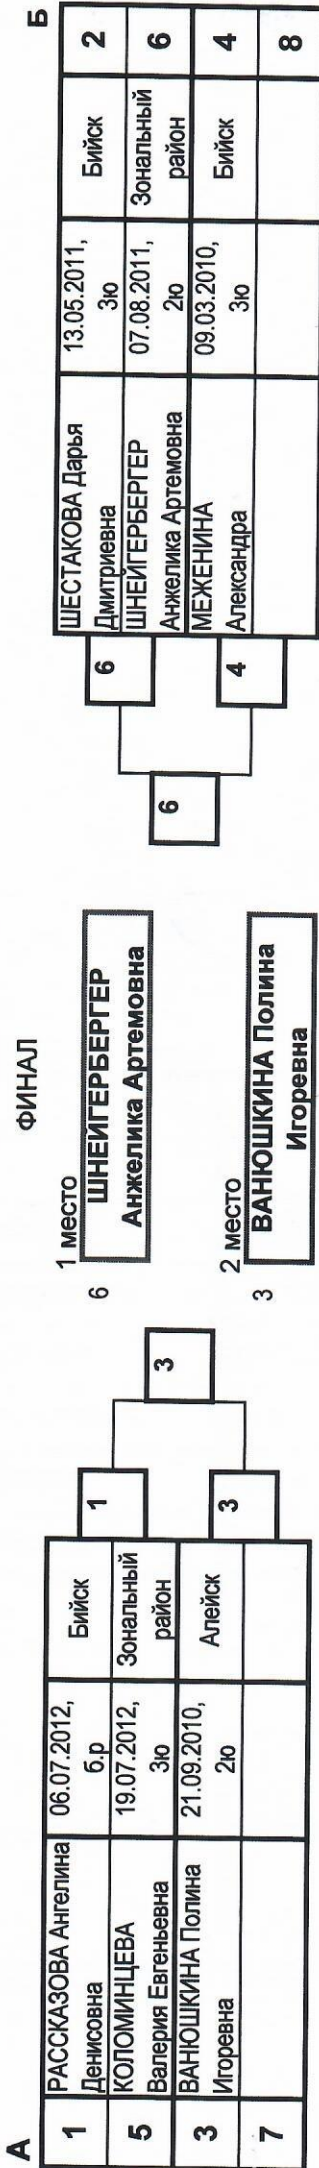 А
1 РАССКАЗОВА Ангелина 06.07.2012, Бийск
Денисовна б.р
5 КОЛОМИНЦЕВА 19.07.2012, Зональный
Валерия Евгеньевна 3ю район
3 ВАНЮШКИНА Полина 21.09.2010, Алейск
Игоревна 2ю
7
1
3
3
ФИНАЛ
1 место
6 ШНЕЙГЕРБЕРГЕР
Анжелика Артемовна
2 место
3 ВАНЮШКИНА Полина
Игоревна
6
6
4
Б
ШЕСТАКОВА Дарья 13.05.2011, Бийск 2
Дмитриевна 3ю
ШНЕЙГЕРБЕРГЕР 07.08.2011, Зональный 6
Анжелика Артемовна 2ю район
МЕЖЕНИНА 09.03.2010, Бийск 4
Александра 3ю
8